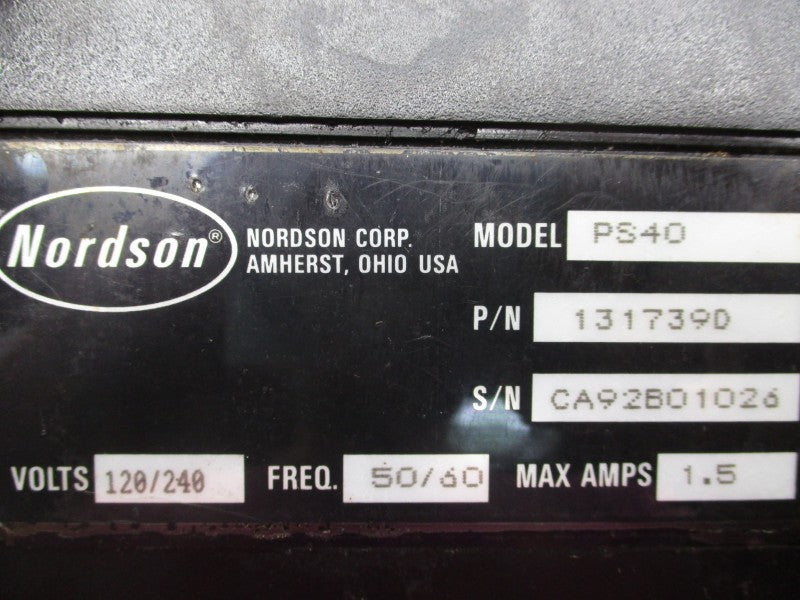 Nordson®
NORDSON CORP.
AMHERST, OHIO USA
MODEL PS40
P/N 131739D
S/N CA92B01026
VOLTS 120/240 FREQ. 50/60 MAX AMPS 1.5